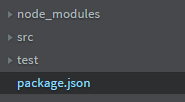 node_modules
src
test
package.json